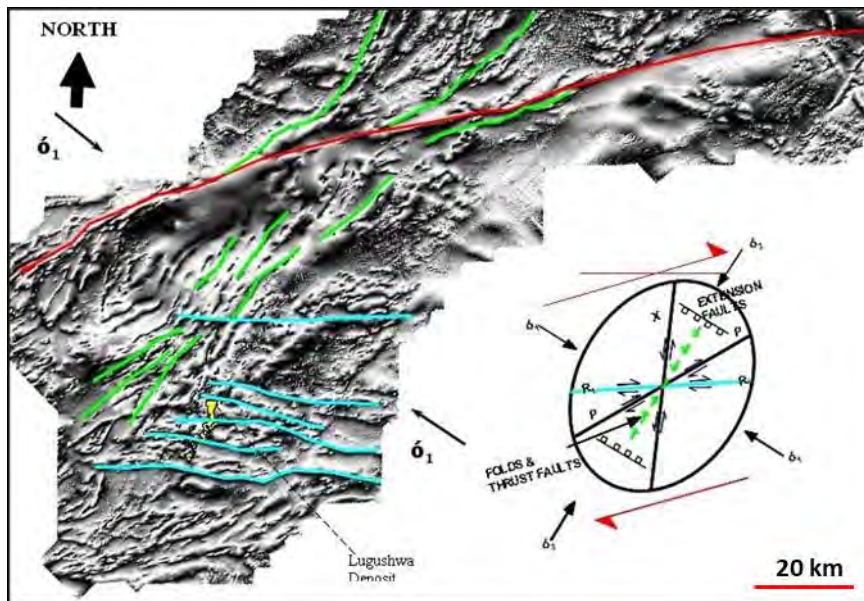 NORTH
ó₁
ó₁
Lugushwa
Deposit
EXTENSION
FAULTS
X
P
R₁
R
P
FOLDS &
THRUST FAULTS
20 km